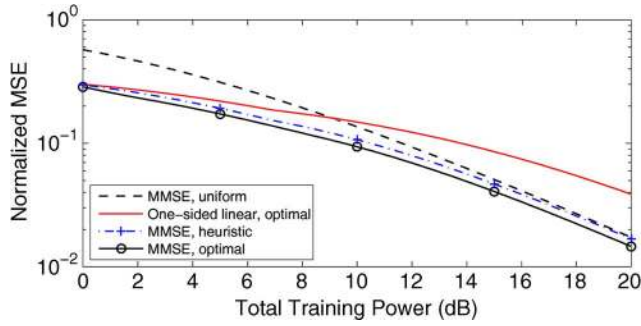 10^0
10^-1
10^-2
Normalized MSE
MMSE, uniform
One-sided linear, optimal
MMSE, heuristic
MMSE, optimal
0 2 4 6 8 10 12 14 16 18 20
Total Training Power (dB)